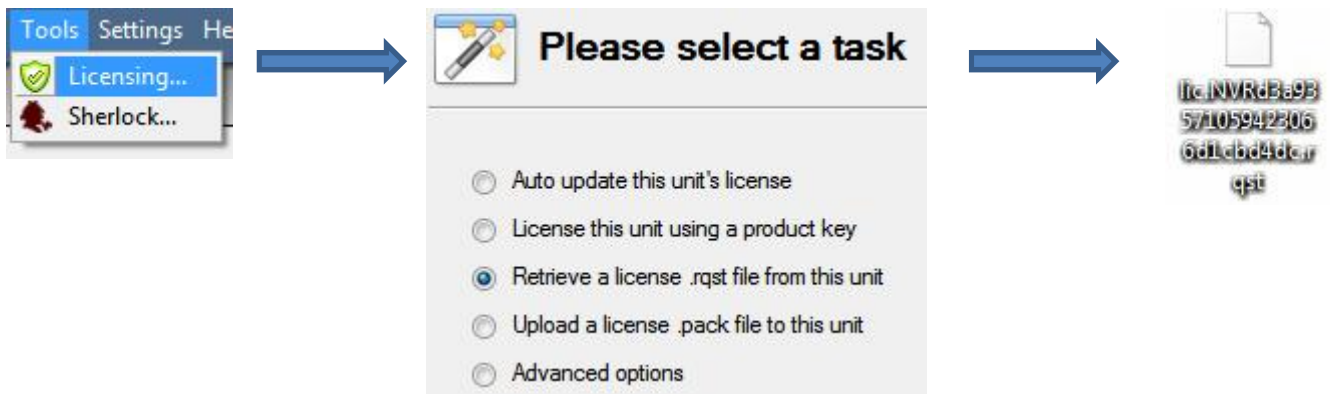 Tools Settings He
Licensing...
Sherlock...
Please select a task
Auto update this unit's license
License this unit using a product key
Retrieve a license .rqst file from this unit
Upload a license .pack file to this unit
Advanced options
lic.NVRd3a93
57105942306
6d1cbd4dc.r
qst